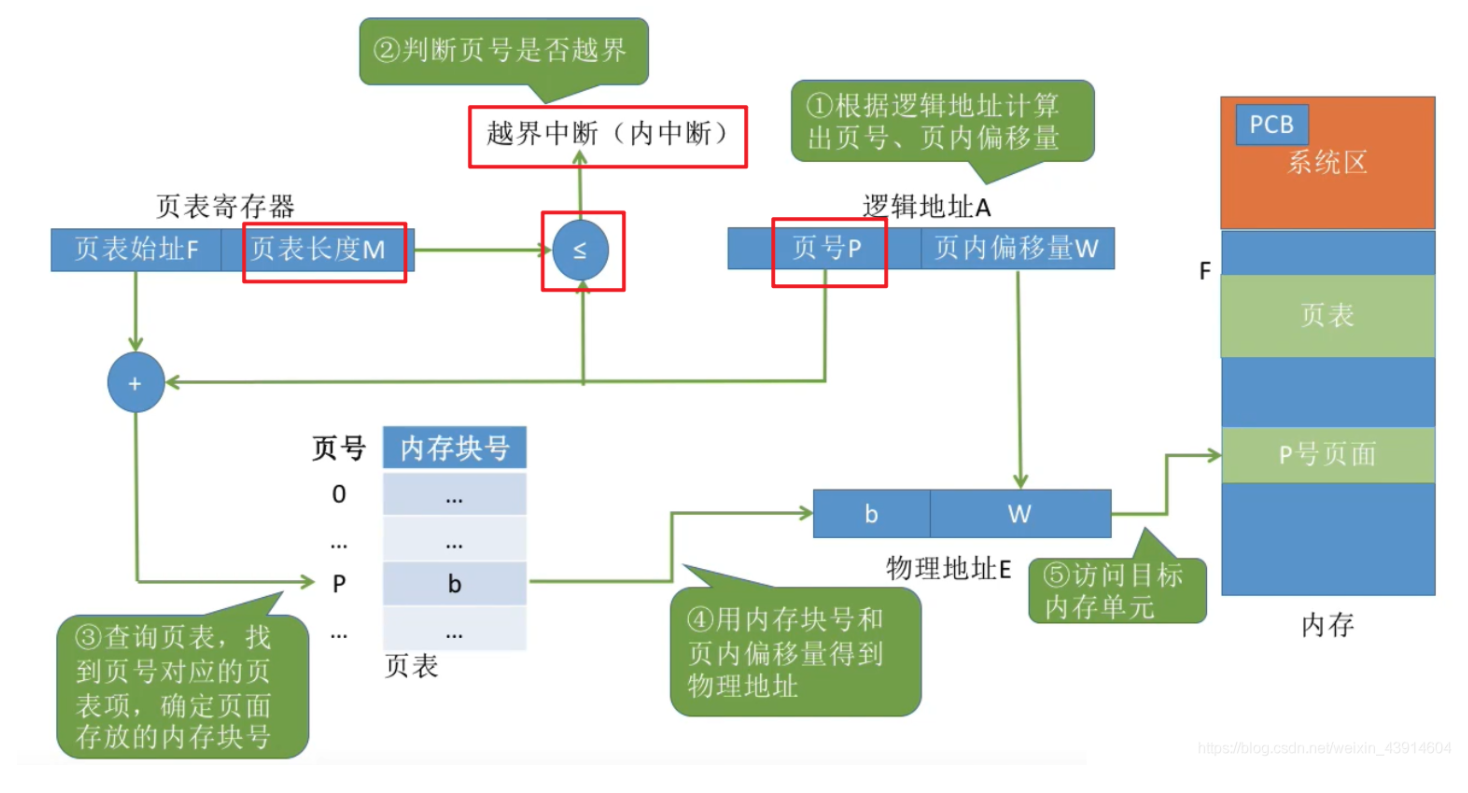 ②判断页号是否越界
越界中断（内中断）
①根据逻辑地址计算
出页号、页内偏移量
PCB
系统区
页表寄存器
页表始址F
页表长度M
≤
逻辑地址A
页号P
页内偏移量W
F
页表
+
页号
内存块号
0
...
...
...
P
b
...
...
页表
P号页面
b
W
物理地址E
③查询页表，找
到页号对应的页
表项，确定页面
存放的内存块号
④用内存块号和
页内偏移量得到
物理地址
⑤访问目标
内存单元
内存
https://blog.csdn.net/weixin_43914604